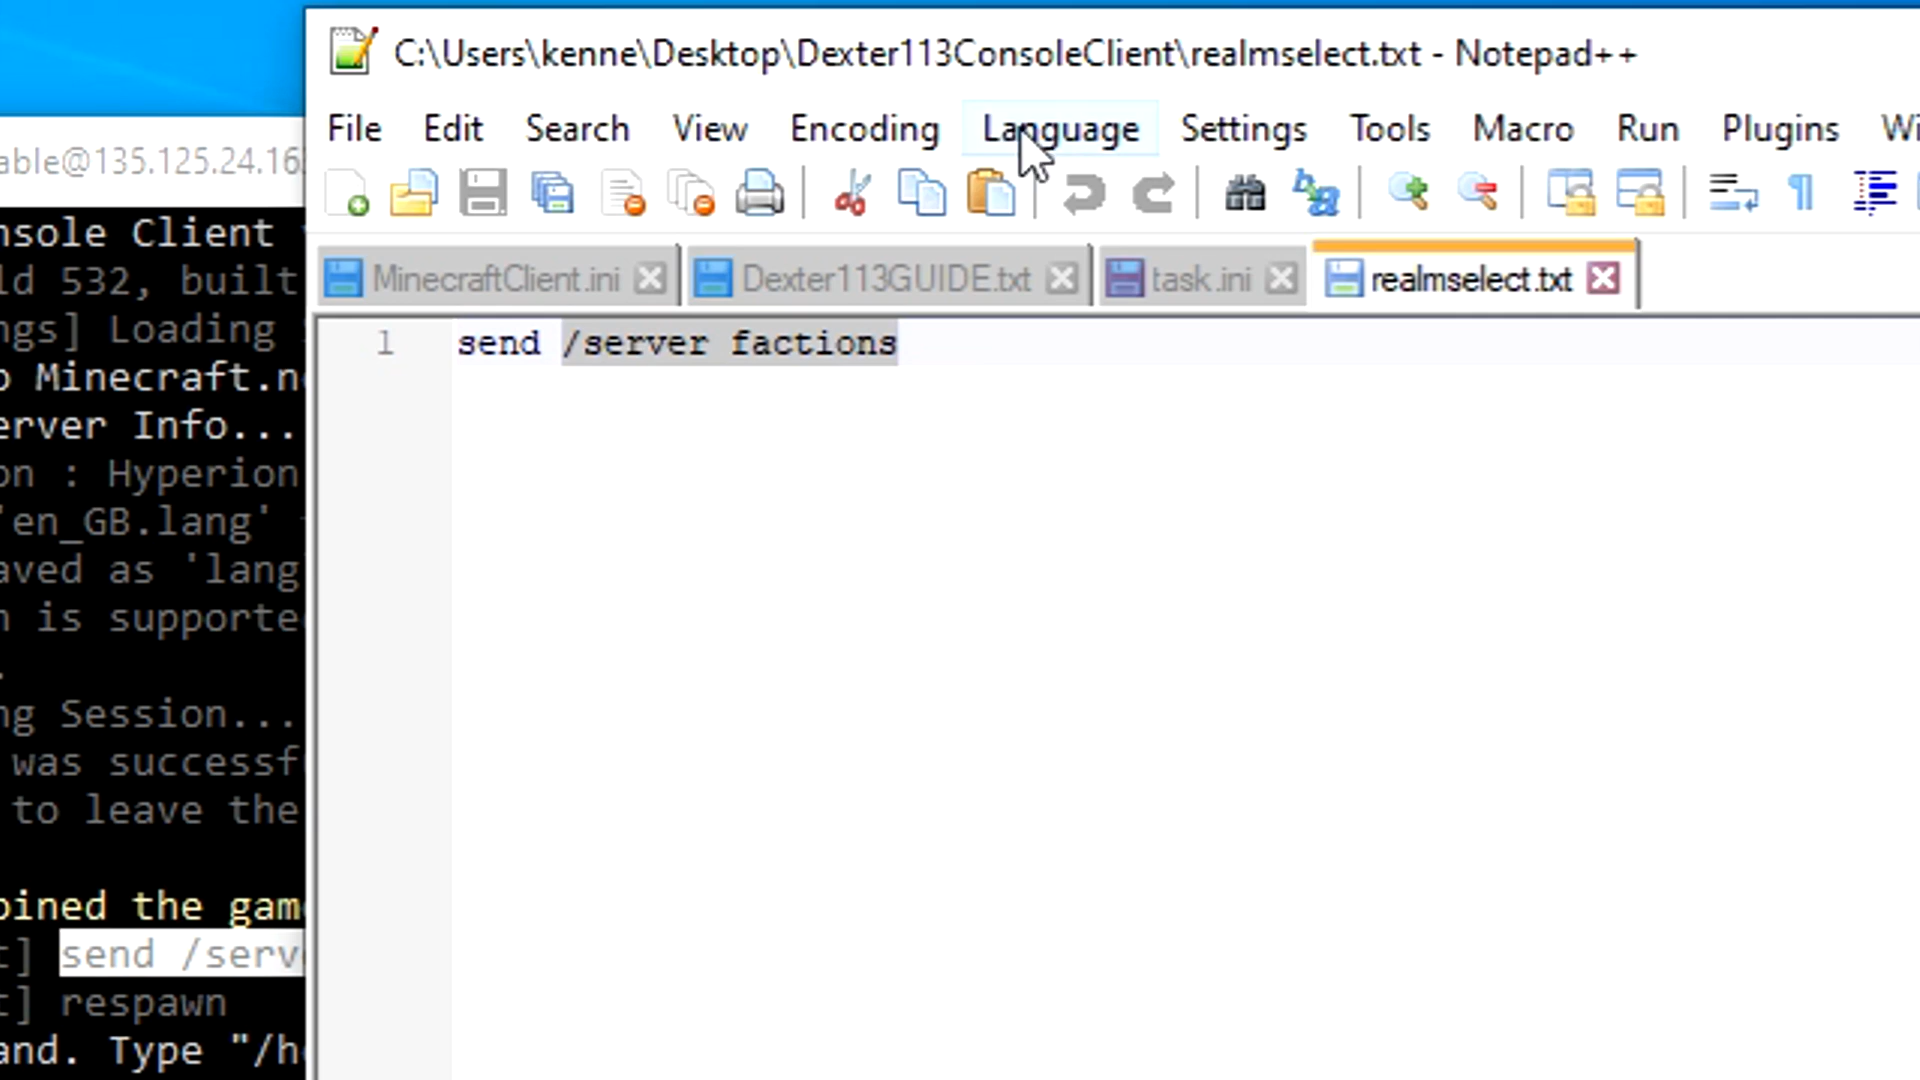 C:\Users\kenne\Desktop\Dexter113ConsoleClient\realmselect.txt - Notepad++
File Edit Search View Encoding Language Settings Tools Macro Run Plugins Wi
able@135.125.24.16
MinecraftClient.ini Dexter113GUIDE.txt task.ini realmselect.txt
1 send /server factions
nsole Client
ld 532, built
ngs] Loading
o Minecraft.ne
erver Info...
on : Hyperion
'en_GB.lang'
aved as 'lang
n is supporte
.
ng Session...
was successf
to leave the
oined the gam
t] send /serv
t] respawn
and. Type "/h